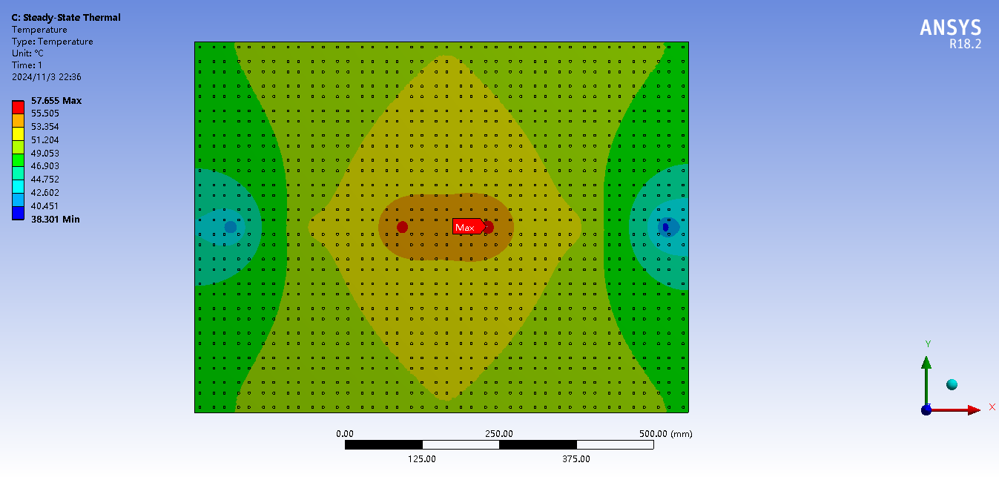 C: Steady-State Thermal
Temperature
Type: Temperature
Unit: °C
Time: 1
2024/11/3 22:36
57.655 Max
55.505
53.354
51.204
49.053
46.903
44.752
42.602
40.451
38.301 Min
ANSYS
R18.2
Max
Y
X
0.00 250.00 500.00 (mm)
125.00 375.00